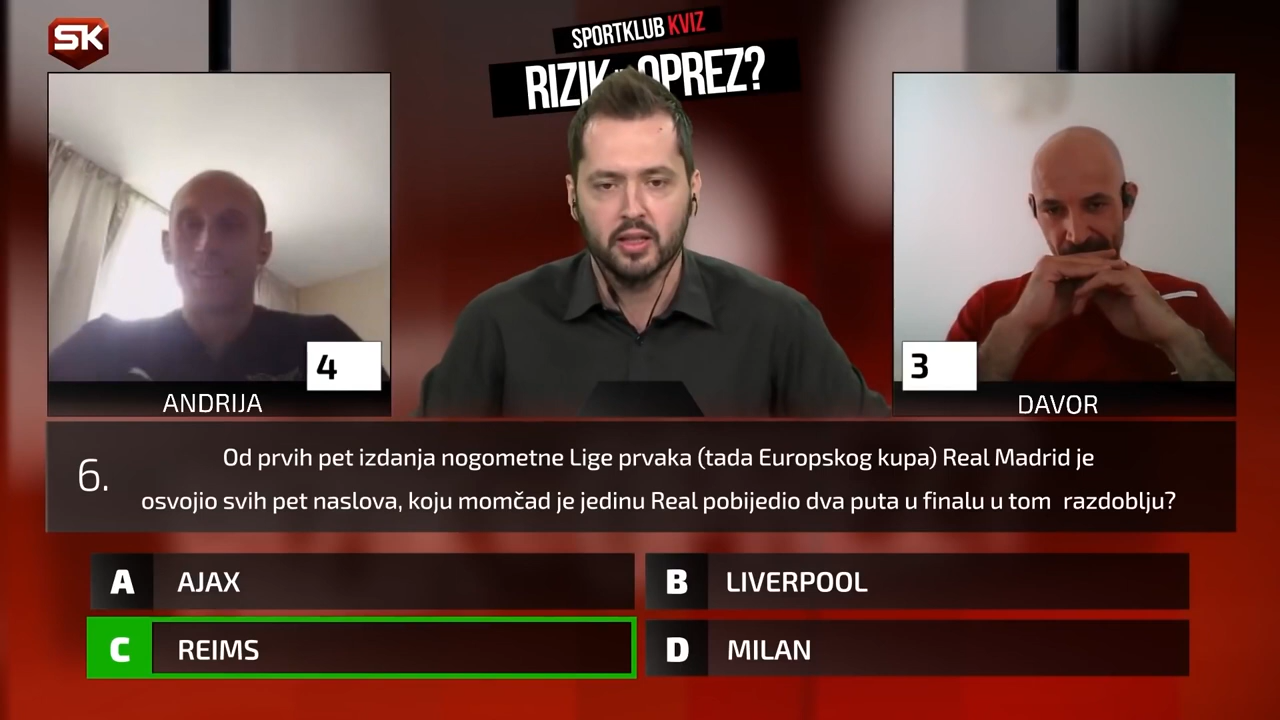 SK
SPORTKLUB KVIZ
RIZIK OPREZ?
4
3
ANDRIJA
DAVOR
6.
Od prvih pet izdanja nogometne Lige prvaka (tada Europskog kupa) Real Madrid je
osvojio svih pet naslova, koju momčad je jedinu Real pobijedio dva puta u finalu u tom razdoblju?
A AJAX
B LIVERPOOL
C REIMS
D MILAN